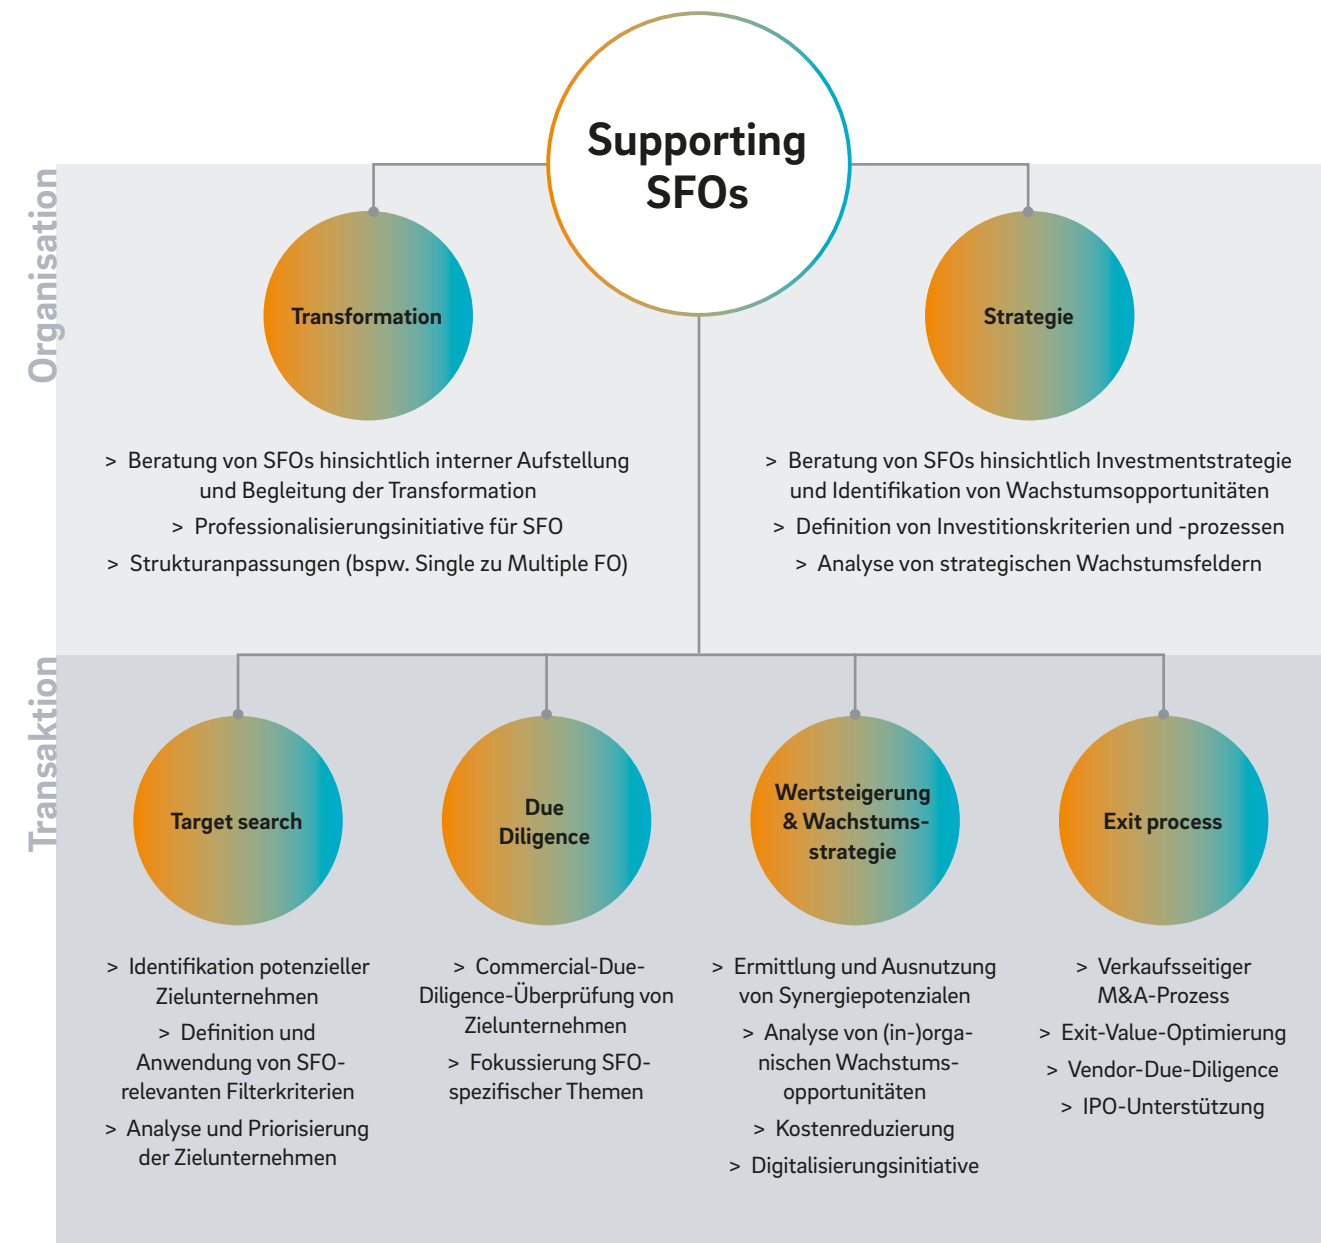 Supporting
SFOs
Organisation
Transformation
> Beratung von SFOs hinsichtlich interner Aufstellung
und Begleitung der Transformation
> Professionalisierungsinitiative für SFO
> Strukturanpassungen (bspw. Single zu Multiple FO)
Strategie
> Beratung von SFOs hinsichtlich Investmentstrategie
und Identifikation von Wachstumsopportunitäten
> Definition von Investitionskriterien und -prozessen
> Analyse von strategischen Wachstumsfeldern
Transaktion
Target search
> Identifikation potenzieller
Zielunternehmen
> Definition und
Anwendung von SFO-
relevanten Filterkriterien
> Analyse und Priorisierung
der Zielunternehmen
Due
Diligence
> Commercial-Due-
Diligence-Überprüfung von
Zielunternehmen
> Fokussierung SFO-
spezifischer Themen
Wertsteigerung
& Wachstums-
strategie
> Ermittlung und Ausnutzung
von Synergiepotenzialen
> Analyse von (in-)orga-
nischen Wachstums-
opportunitäten
> Kostenreduzierung
> Digitalisierungsinitiative
Exit process
> Verkaufsseitiger
M&A-Prozess
> Exit-Value-Optimierung
> Vendor-Due-Diligence
> IPO-Unterstützung